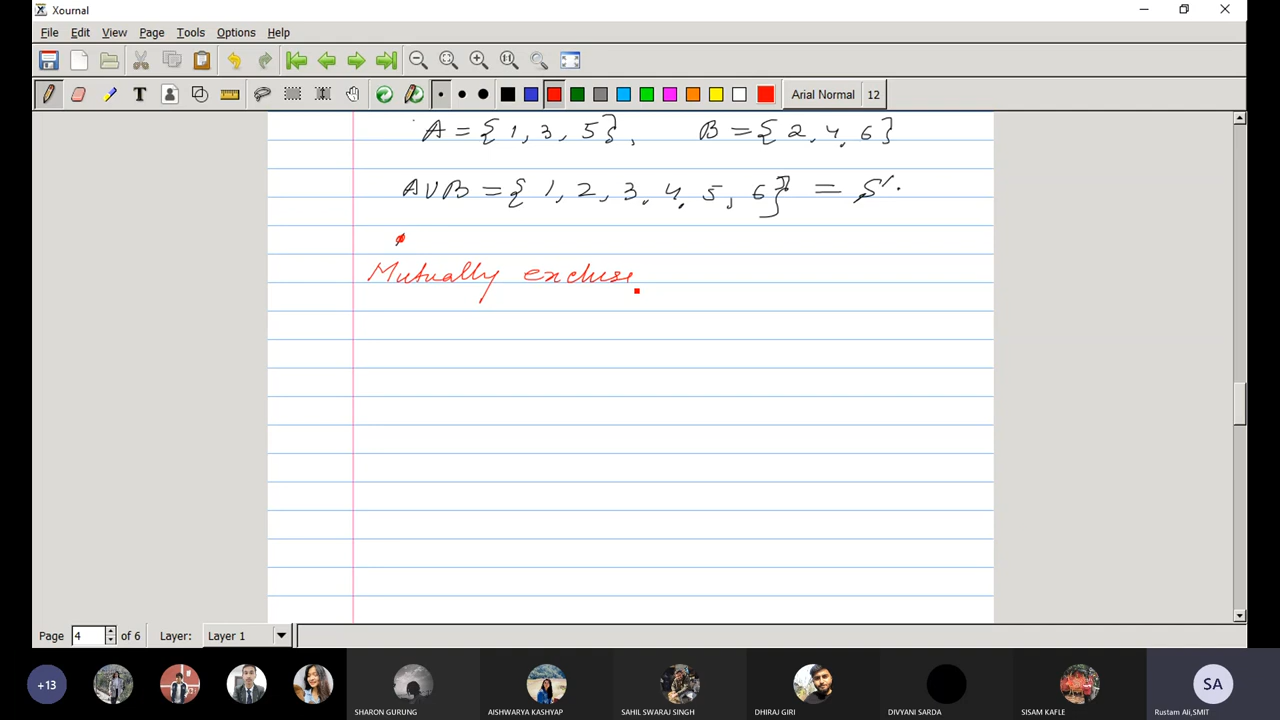 Xournal
File Edit View Page Tools Options Help
Arial Normal 12
A = {1, 3, 5}, B = {2, 4, 6}
A∪B = {1, 2, 3, 4, 5, 6} = S
Mutually exclusi
Page 4 of 6 Layer: Layer 1
+13
SHARON GURUNG AISHWARYA KASHYAP SAHIL SWARAJ SINGH DHIRAJ GIRI DIVYANI SARDA SISAM KAFLE SA Rustam Ali,SMIT